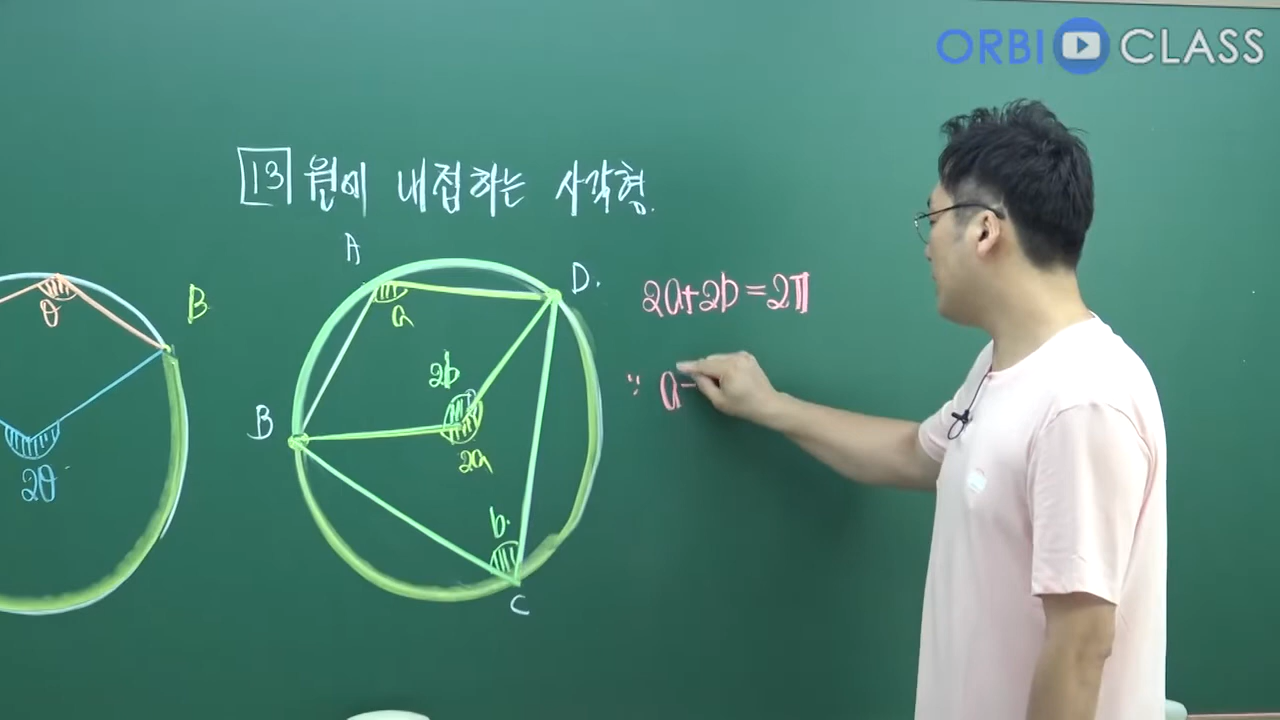 ORBI CLASS
13 원에 내접하는 사각형.
A
D.
B
θ
a
2a+2b=2π
2b
∵ a-
B
2θ
2a
b.
C